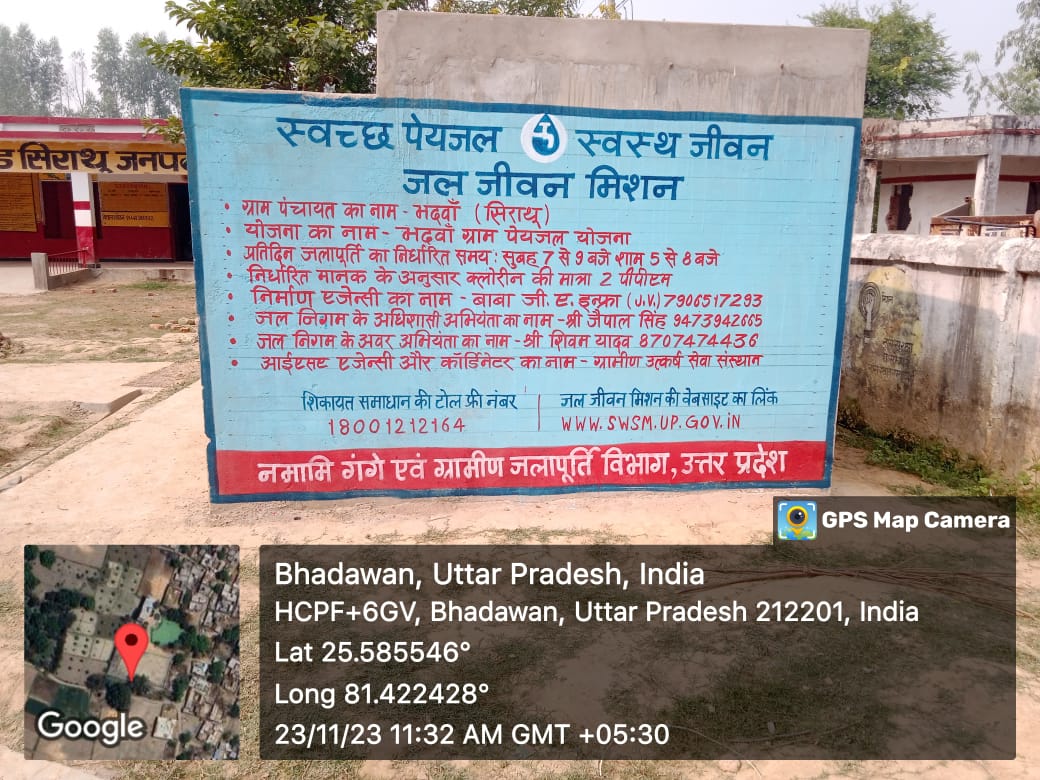 स्वच्छ पेयजल स्वस्थ जीवन
जल जीवन मिशन
• ग्राम पंचायत का नाम - भदवाँ (सिराथू)
• योजना का नाम - भदवाँ ग्राम पेयजल योजना
• प्रतिदिन जलापूर्ति का निर्धारित समय: सुबह 7 से 9 बजे शाम 5 से 8 बजे
• निर्धारित मानक के अनुसार क्लोरीन की मात्रा 2 पीपीएम
• निर्माण एजेन्सी का नाम - बाबा जी. ए. इन्फ्रा (J.V.) 7906517293
• जल निगम के अधिशासी अभियंता का नाम - श्री जैपाल सिंह 9473942665
• जल निगम के अवर अभियंता का नाम - श्री शिवम यादव 8707474436
• आईएसए एजेन्सी और कॉर्डिनेटर का नाम - ग्रामीण उत्कर्ष सेवा संस्थान
शिकायत समाधान की टोल फ्री नंबर
18001212164
जल जीवन मिशन की वेबसाइट का लिंक
WWW.SWSM.UP.GOV.IN
नमामि गंगे एवं ग्रामीण जलापूर्ति विभाग, उत्तर प्रदेश
ड सिराथू जनपद
GPS Map Camera
Google
Bhadawan, Uttar Pradesh, India
HCPF+6GV, Bhadawan, Uttar Pradesh 212201, India
Lat 25.585546°
Long 81.422428°
23/11/23 11:32 AM GMT +05:30